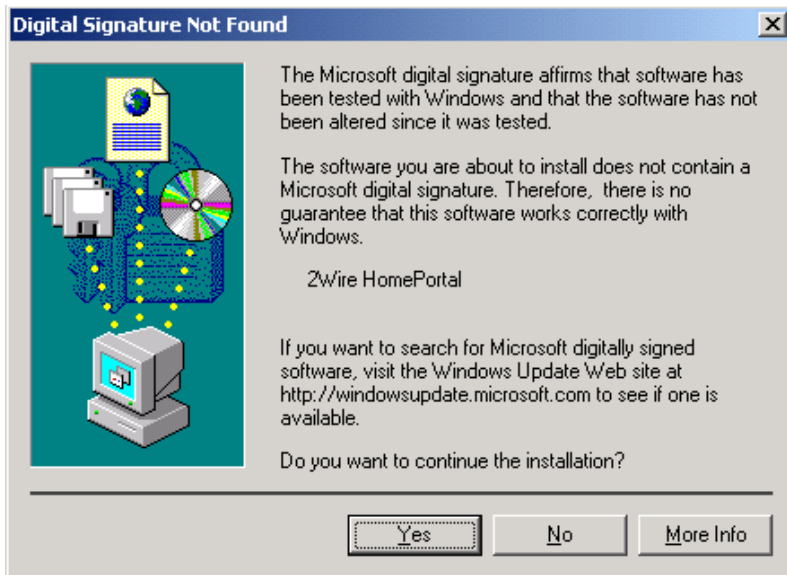 Digital Signature Not Found
The Microsoft digital signature affirms that software has
been tested with Windows and that the software has not
been altered since it was tested.
The software you are about to install does not contain a
Microsoft digital signature. Therefore,  there is no
guarantee that this software works correctly with
Windows.
2Wire HomePortal
If you want to search for Microsoft digitally signed
software, visit the Windows Update Web site at
http://windowsupdate.microsoft.com to see if one is
available.
Do you want to continue the installation?
Yes
No
More Info